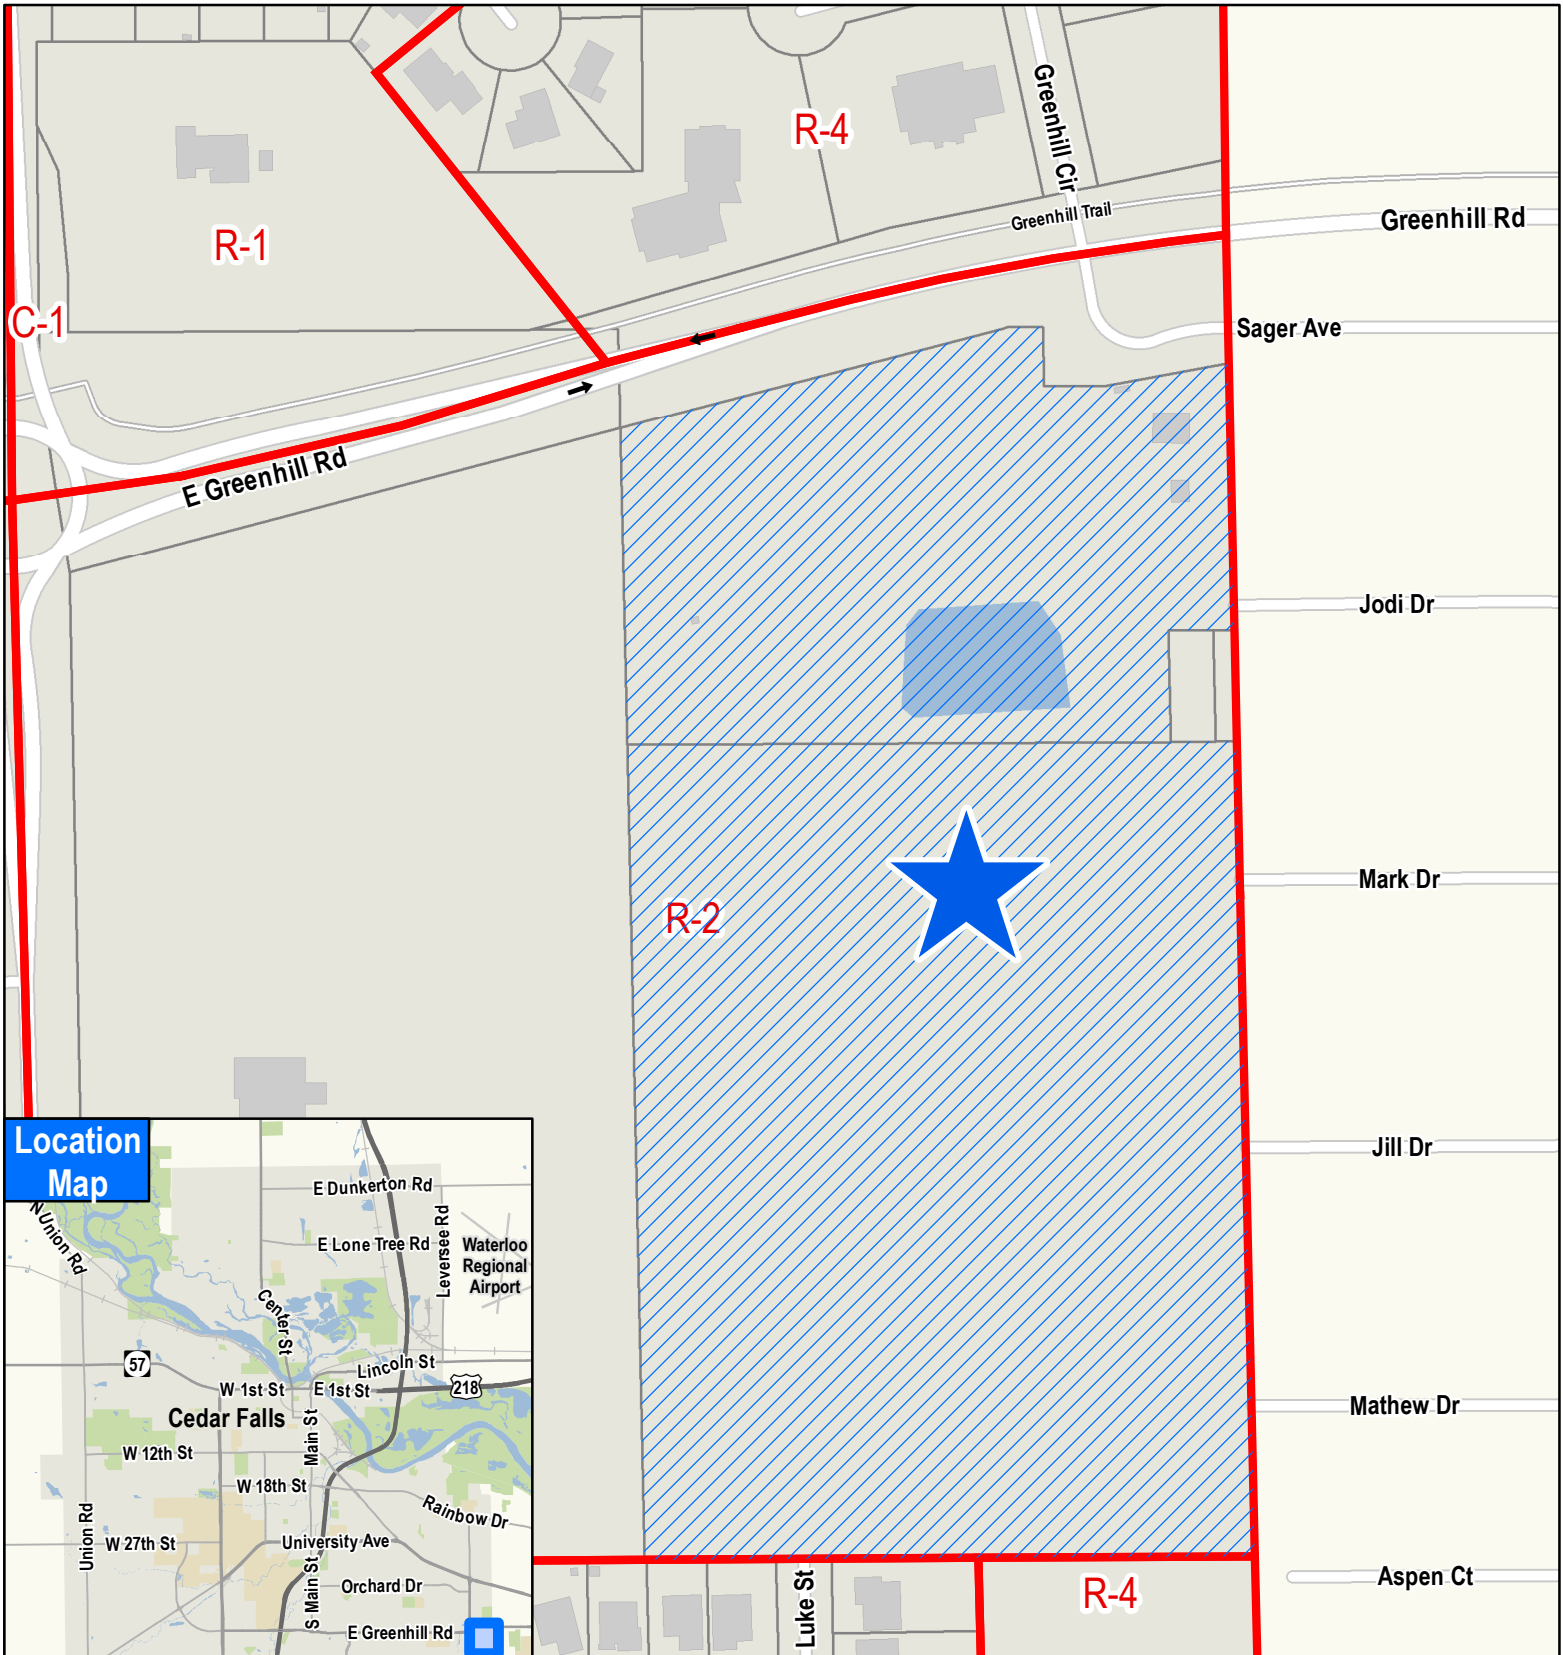 Greenhill Cir
R-4
Greenhill Trail
Greenhill Rd
R-1
C-1
Sager Ave
E Greenhill Rd
Jodi Dr
Mark Dr
R-2
Jill Dr
Mathew Dr
Aspen Ct
R-4
Luke St
Location
Map
E Dunkerton Rd
N Union Rd
E Lone Tree Rd
Leversee Rd
Waterloo
Regional
Airport
Center St
57
Lincoln St
W 1st St
E 1st St
218
Cedar Falls
Main St
W 12th St
W 18th St
Rainbow Dr
Union Rd
W 27th St
University Ave
S Main St
Orchard Dr
E Greenhill Rd